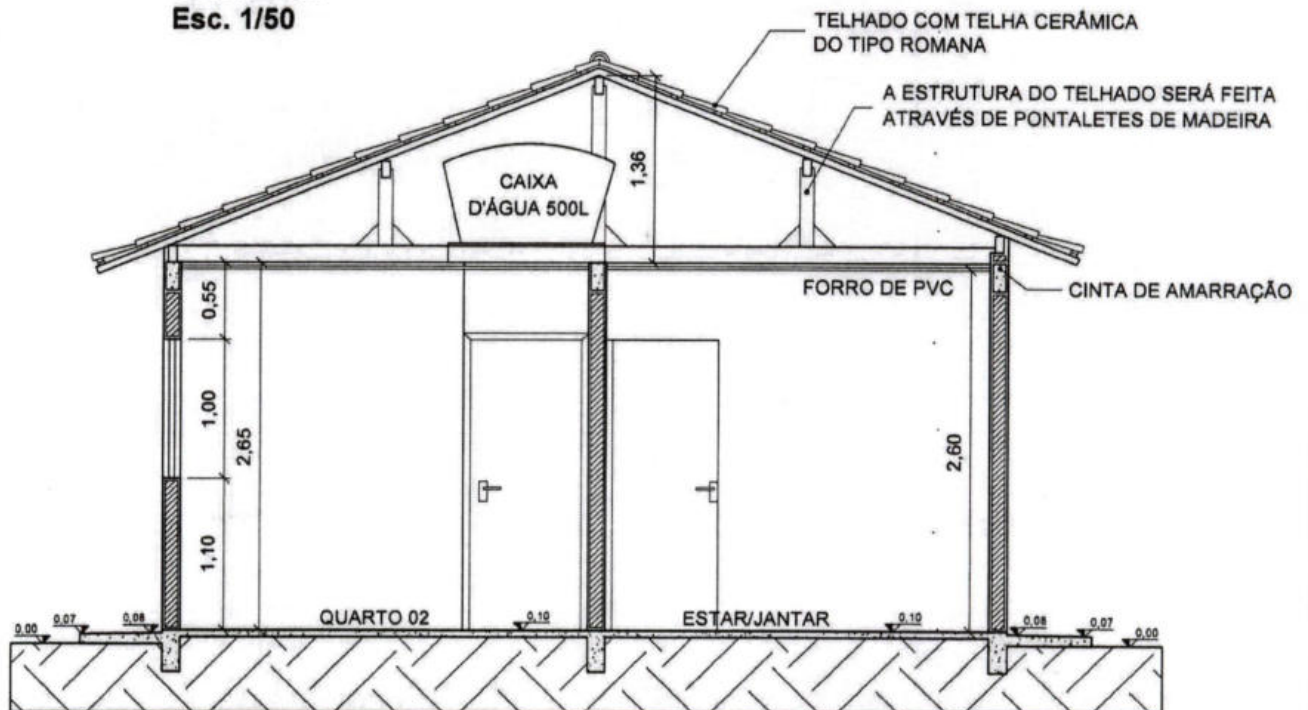 Esc. 1/50
TELHADO COM TELHA CERÂMICA
DO TIPO ROMANA
A ESTRUTURA DO TELHADO SERÁ FEITA
ATRAVÉS DE PONTALETES DE MADEIRA
1,36
CAIXA
D'ÁGUA 500L
FORRO DE PVC
CINTA DE AMARRAÇÃO
0,55
1,00
2,65
2,60
1,10
QUARTO 02
ESTAR/JANTAR
0,00
0,07
0,08
0,10
0,10
0,08
0,07
0,00